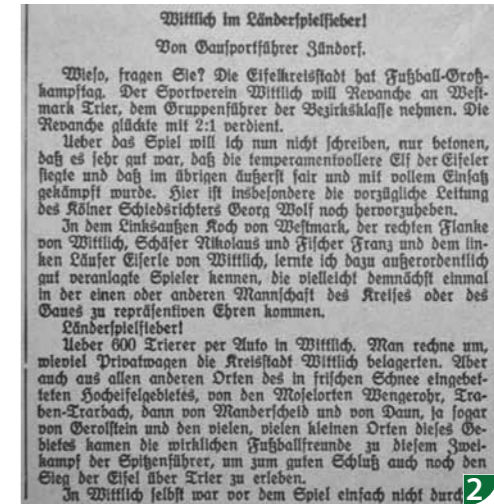 Wittlich im Länderspielfieber!
Von Gausportführer Zündorf.
Wieso, fragen Sie? Die Eifelkreisstadt hat Fußball-Groß-
kampftag. Der Sportverein Wittlich will Revanche an West-
mark Trier, dem Gruppenführer der Bezirksklasse nehmen. Die
Revanche glückte mit 2:1 verdient.
Ueber das Spiel will ich nun nicht schreiben, nur betonen,
daß es sehr gut war, daß die temperamentvollere Elf der Eifeler
siegte und daß im übrigen äußerst fair und mit vollem Einsatz
gekämpft wurde. Hier ist insbesondere die vorzügliche Leitung
des Kölner Schiedsrichters Georg Wolf noch hervorzuheben.
In dem Linksaußen Koch von Westmark, der rechten Flanke
von Wittlich, Schäfer Nikolaus und Fischer Franz und dem lin-
ken Läufer Eiserle von Wittlich, lernte ich dazu außerordentlich
gut veranlagte Spieler kennen, die vielleicht demnächst einmal
in der einen oder anderen Mannschaft des Kreises oder des
Gaues zu repräsentiven Ehren kommen.
Länderspielfieber!
Ueber 600 Trierer per Auto in Wittlich. Man rechne um,
wieviel Privatwagen die Kreisstadt Wittlich belagerten. Aber
auch aus allen anderen Orten des in frischen Schnee eingebet-
teten Hocheifelgebietes, von den Moselorten Wengerohr, Tra-
ben-Trarbach, dann von Manderscheid und von Daun, ja sogar
von Gerolstein und den vielen, vielen kleinen Orten dieses Ge-
bietes kamen die wirklichen Fußballfreunde zu diesem Zwei-
kampf der Spitzenführer, um zum guten Schluß auch noch den
Sieg der Eifel über Trier zu erleben.
In Wittlich selbst war vor dem Spiel einfach nicht
2